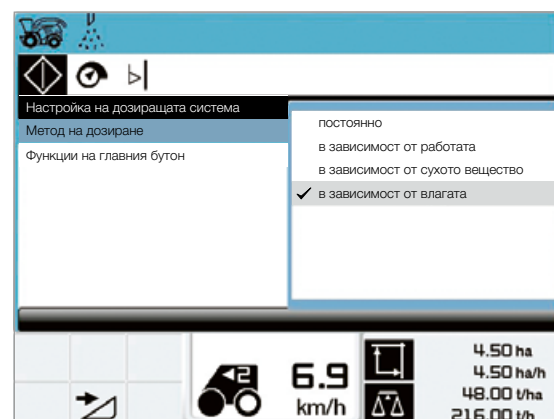 Настройка на дозиращата система
Метод на дозиране
Функции на главния бутон
постоянно
в зависимост от работата
в зависимост от сухото вещество
в зависимост от влагата
2
6.9
km/h
4.50 ha
4.50 ha/h
48.00 t/ha
216.00 t/h